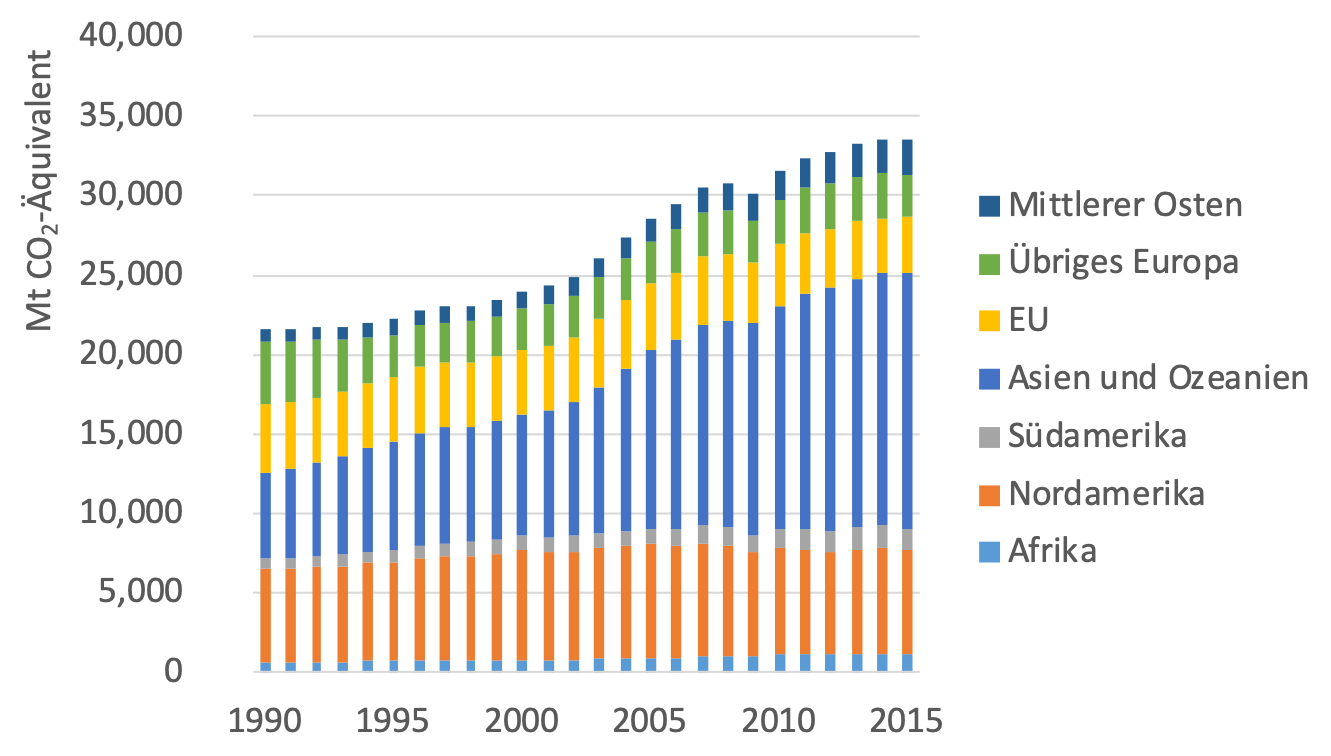 Mt CO₂-Äquivalent
40,000
35,000
30,000
25,000
20,000
15,000
10,000
5,000
0
1990 1995 2000 2005 2010 2015
Mittlerer Osten
Übriges Europa
EU
Asien und Ozeanien
Südamerika
Nordamerika
Afrika